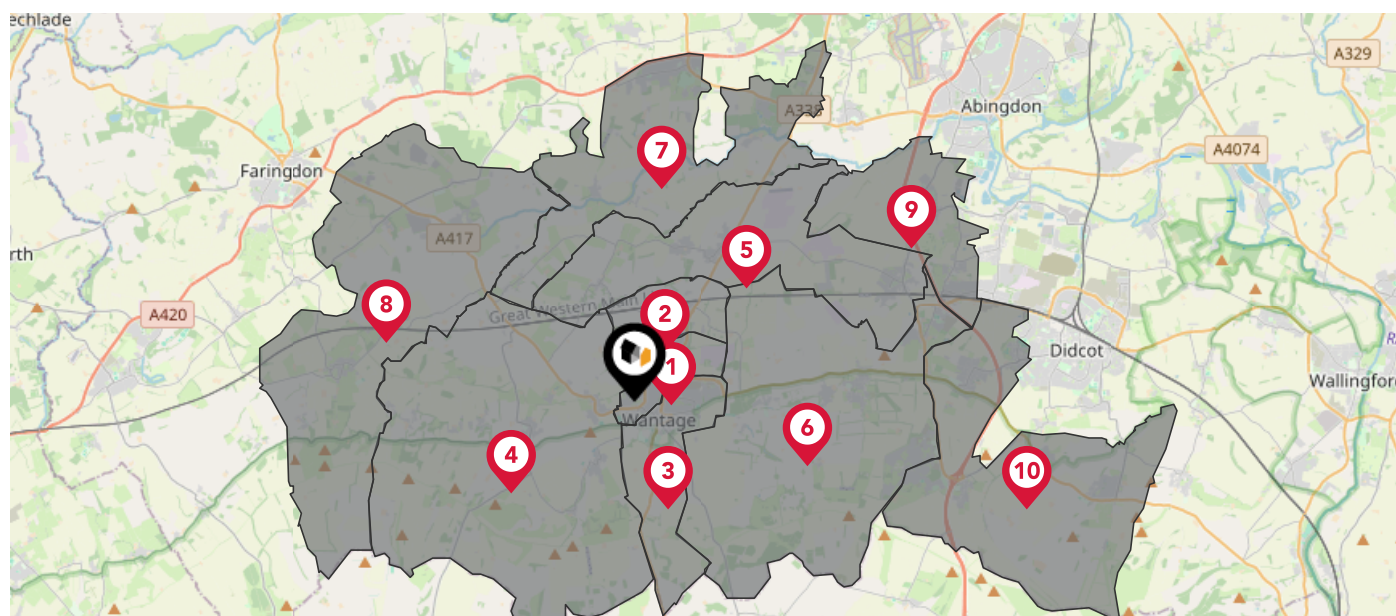 echlade
A329
A338
Abingdon
A4074
7
Faringdon
9
A417
rth
5
8
Great Western Main
2
A420
Didcot
1
Wallingford
Wantage
6
4
3
10